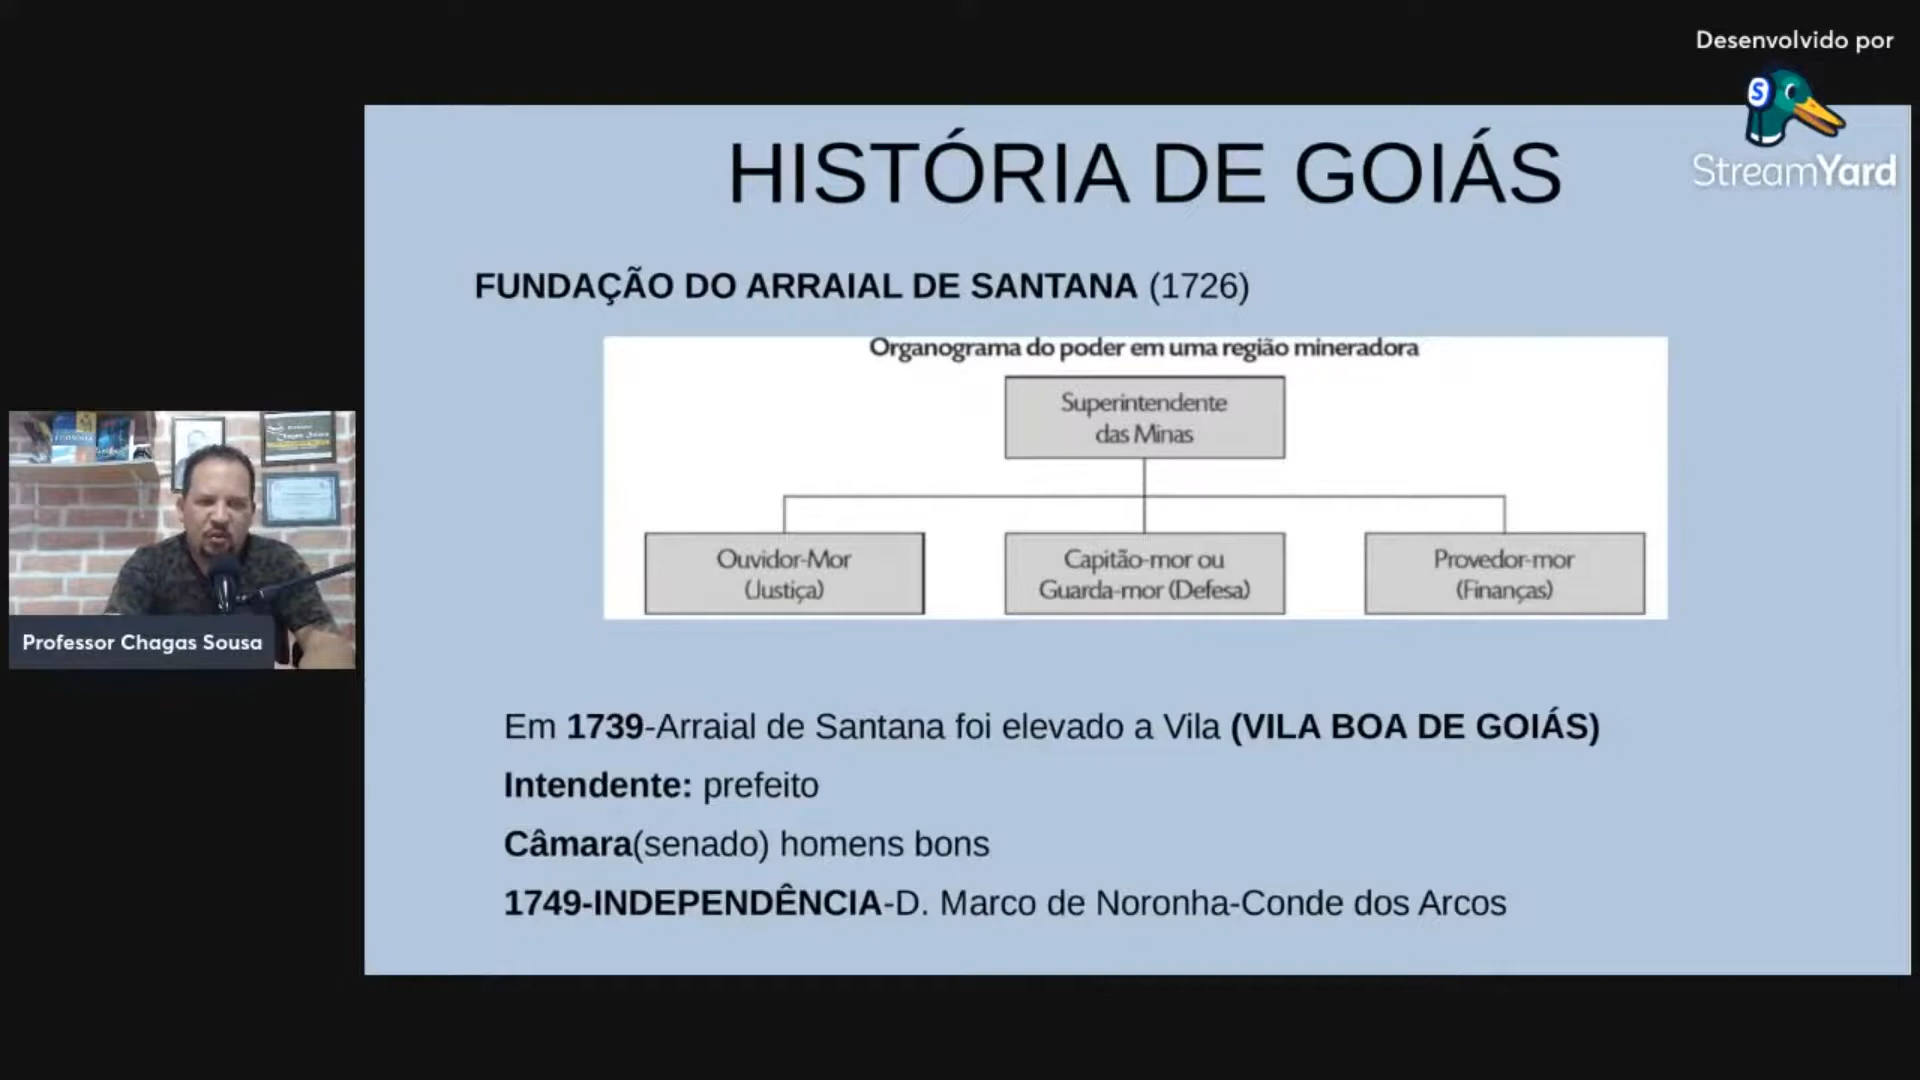 Desenvolvido por
StreamYard
HISTÓRIA DE GOIÁS
FUNDAÇÃO DO ARRAIAL DE SANTANA (1726)
Organograma do poder em uma região mineradora
Superintendente
das Minas
Ouvidor-Mor
(Justiça)
Capitão-mor ou
Guarda-mor (Defesa)
Provedor-mor
(Finanças)
Professor Chagas Sousa
Em 1739-Arraial de Santana foi elevado a Vila (VILA BOA DE GOIÁS)
Intendente: prefeito
Câmara(senado) homens bons
1749-INDEPENDÊNCIA-D. Marco de Noronha-Conde dos Arcos